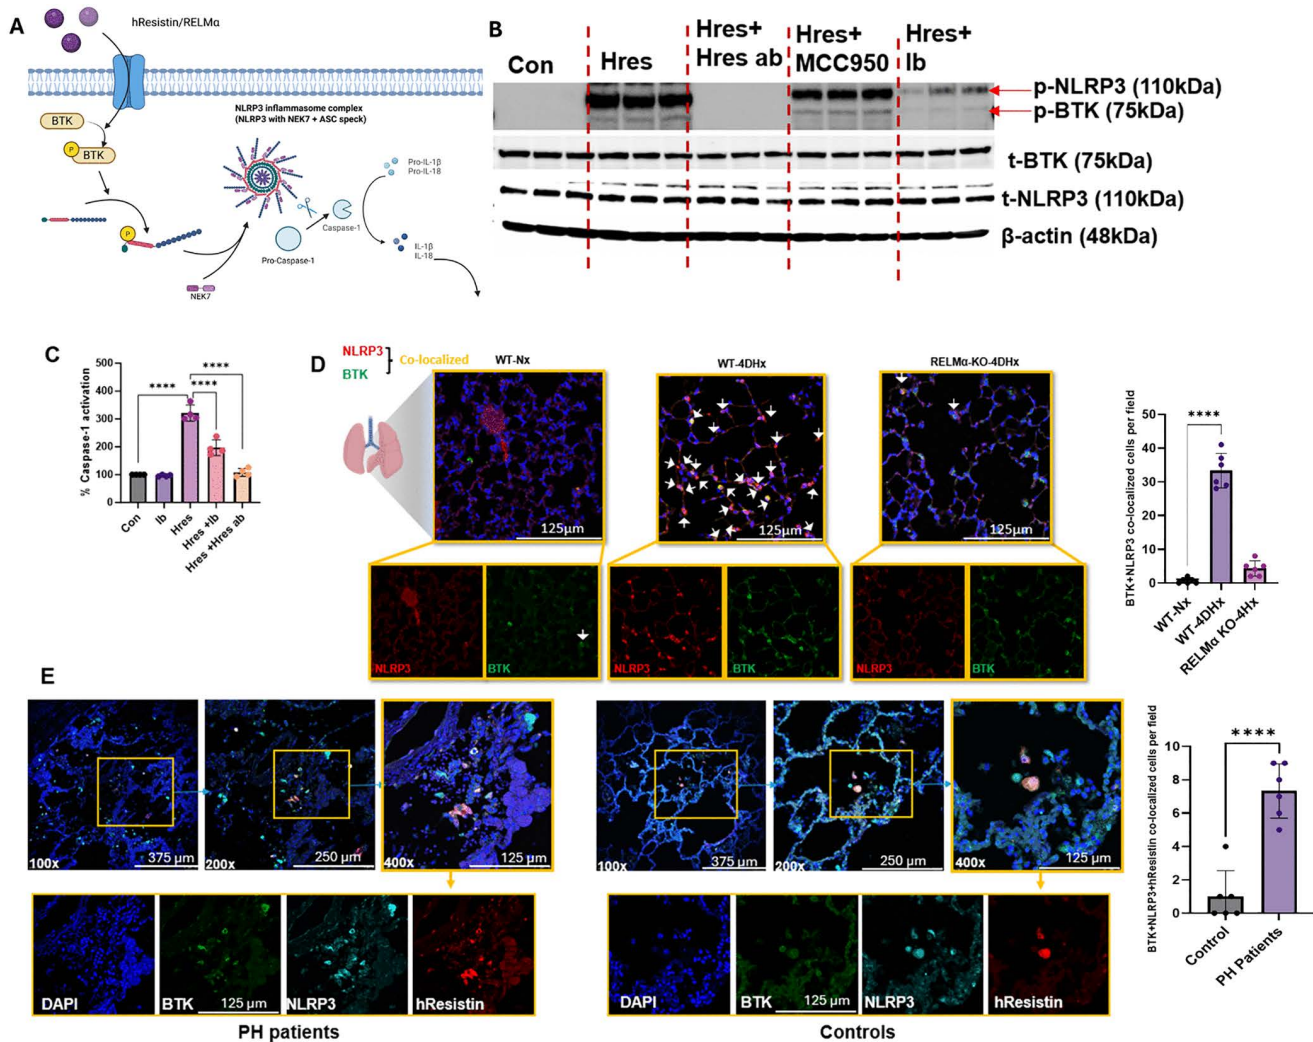 A
hResistin/RELMα
BTK
P
BTK
P
NEK7
NLRP3 inflammasome complex
(NLRP3 with NEK7 + ASC speck)
Pro-IL-1β
Pro-IL-18
Caspase-1
Pro-Caspase-1
IL-1β
IL-18
B
Con
Hres
Hres+
Hres ab
Hres+
MCC950
Hres+
Ib
p-NLRP3 (110kDa)
p-BTK (75kDa)
t-BTK (75kDa)
t-NLRP3 (110kDa)
β-actin (48kDa)
C
% Caspase-1 activation
500
400
300
200
100
0
****
****
****
Con
Ib
Hres
Hres +Ib
Hres +Hres ab
D
NLRP3
BTK
Co-localized
WT-Nx
WT-4DHx
RELMα-KO-4DHx
125µm
125µm
125µm
NLRP3
BTK
NLRP3
BTK
NLRP3
BTK
BTK+NLRP3 co-localized cells per field
50
40
30
20
10
0
****
WT-Nx
WT-4DHx
RELMα KO-4Hx
E
100x
375 µm
200x
250 µm
400x
125 µm
100x
375 µm
200x
250 µm
400x
125 µm
DAPI
BTK
125 µm
NLRP3
hResistin
DAPI
BTK
125 µm
NLRP3
hResistin
PH patients
Controls
BTK+NLRP3+hResistin co-localized cells per field
10
8
6
4
2
0
****
Control
PH Patients